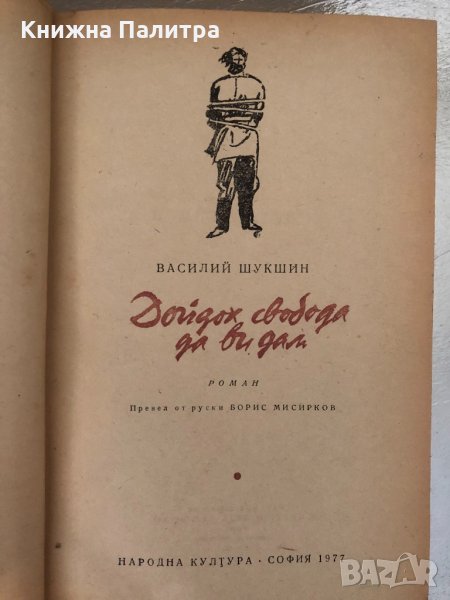 Книжна Палитра
ВАСИЛИЙ ШУКШИН
Дойдох свобода
да ви дам
РОМАН
Превел от руски БОРИС МИСИРКОВ
НАРОДНА КУЛТУРА · СОФИЯ 1977
BAZAR